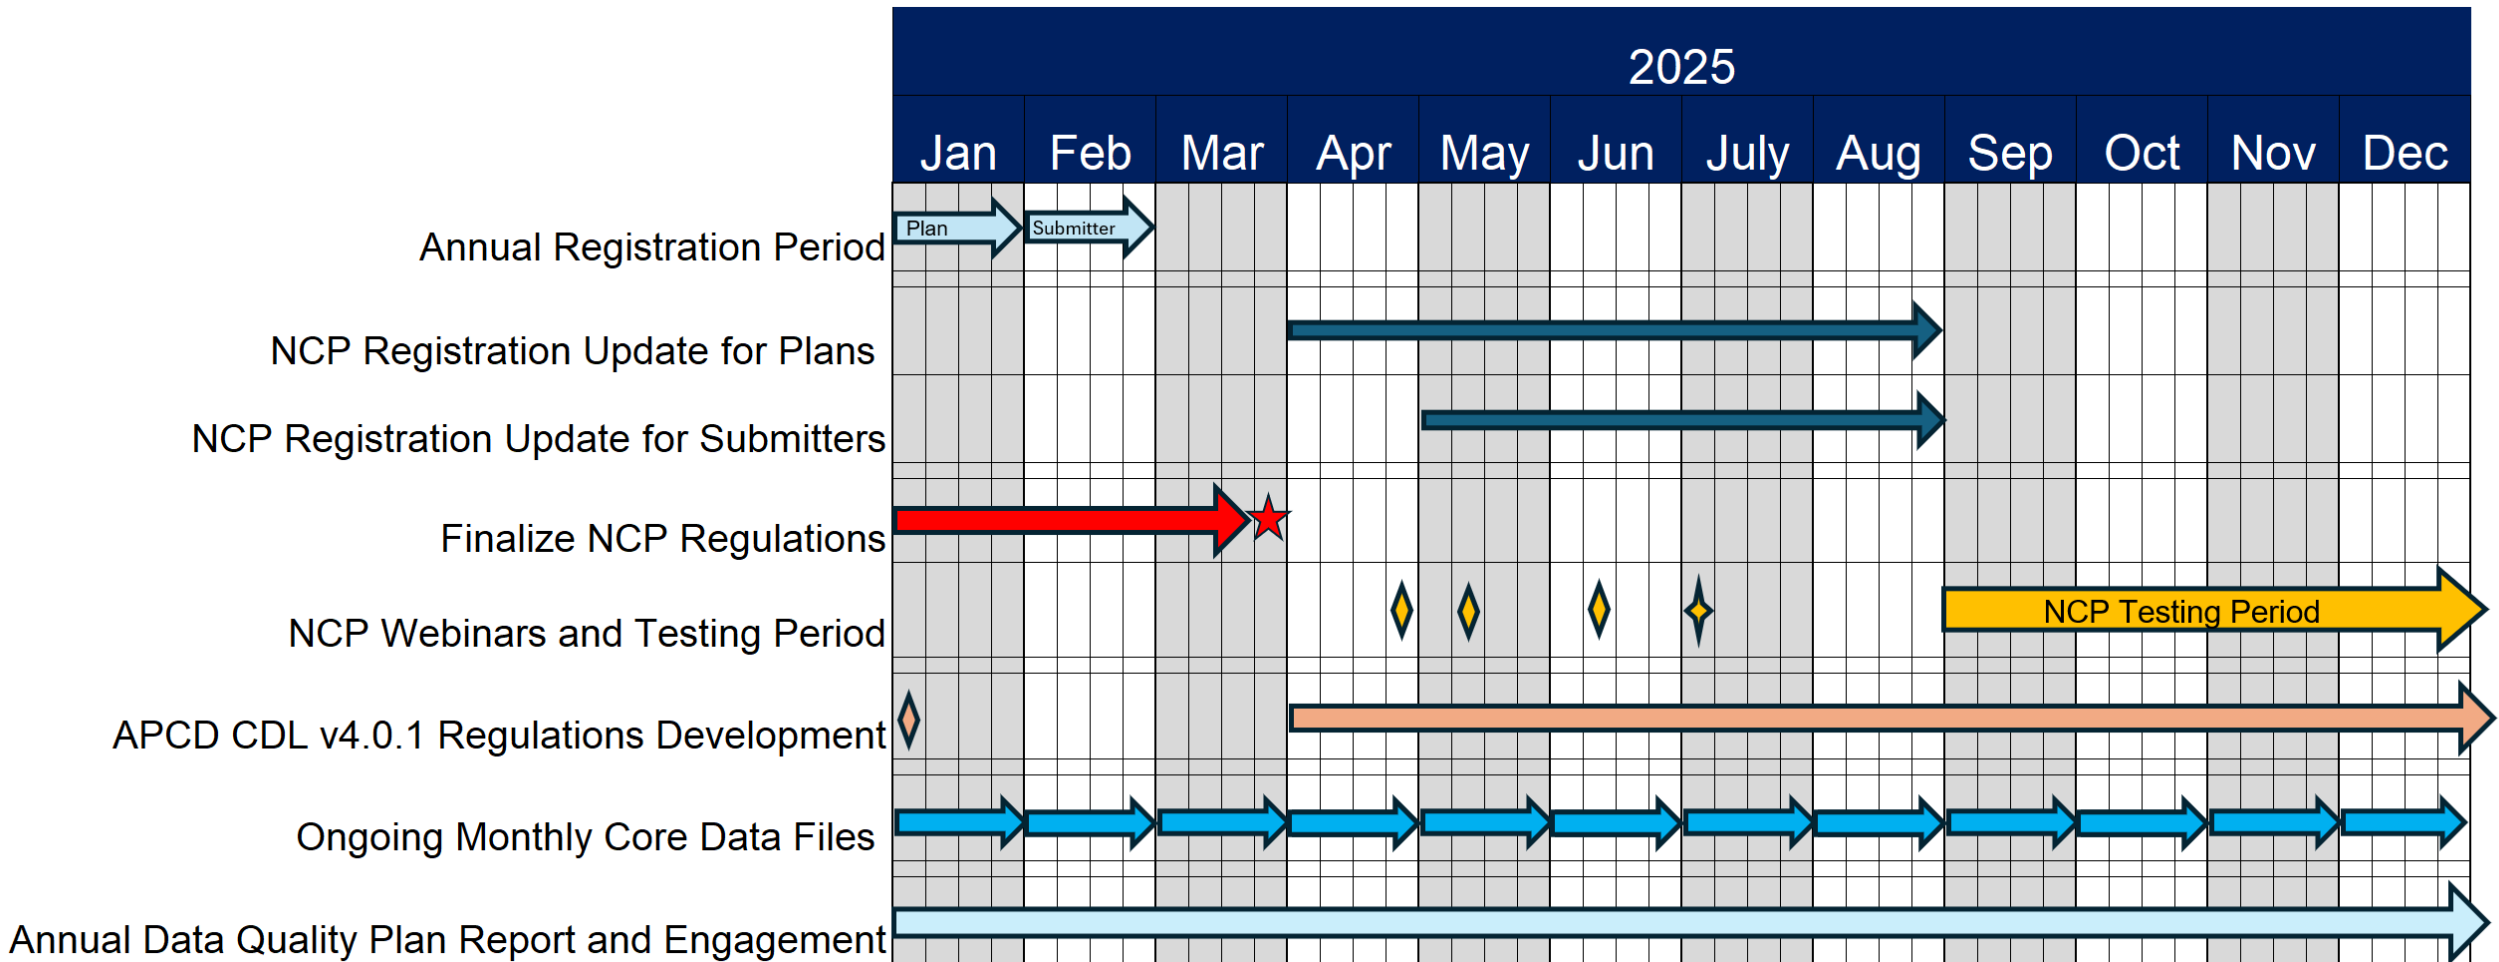 2025
Jan Feb Mar Apr May Jun July Aug Sep Oct Nov Dec
Annual Registration Period Plan Submitter
NCP Registration Update for Plans
NCP Registration Update for Submitters
Finalize NCP Regulations
NCP Webinars and Testing Period NCP Testing Period
APCD CDL v4.0.1 Regulations Development
Ongoing Monthly Core Data Files
Annual Data Quality Plan Report and Engagement